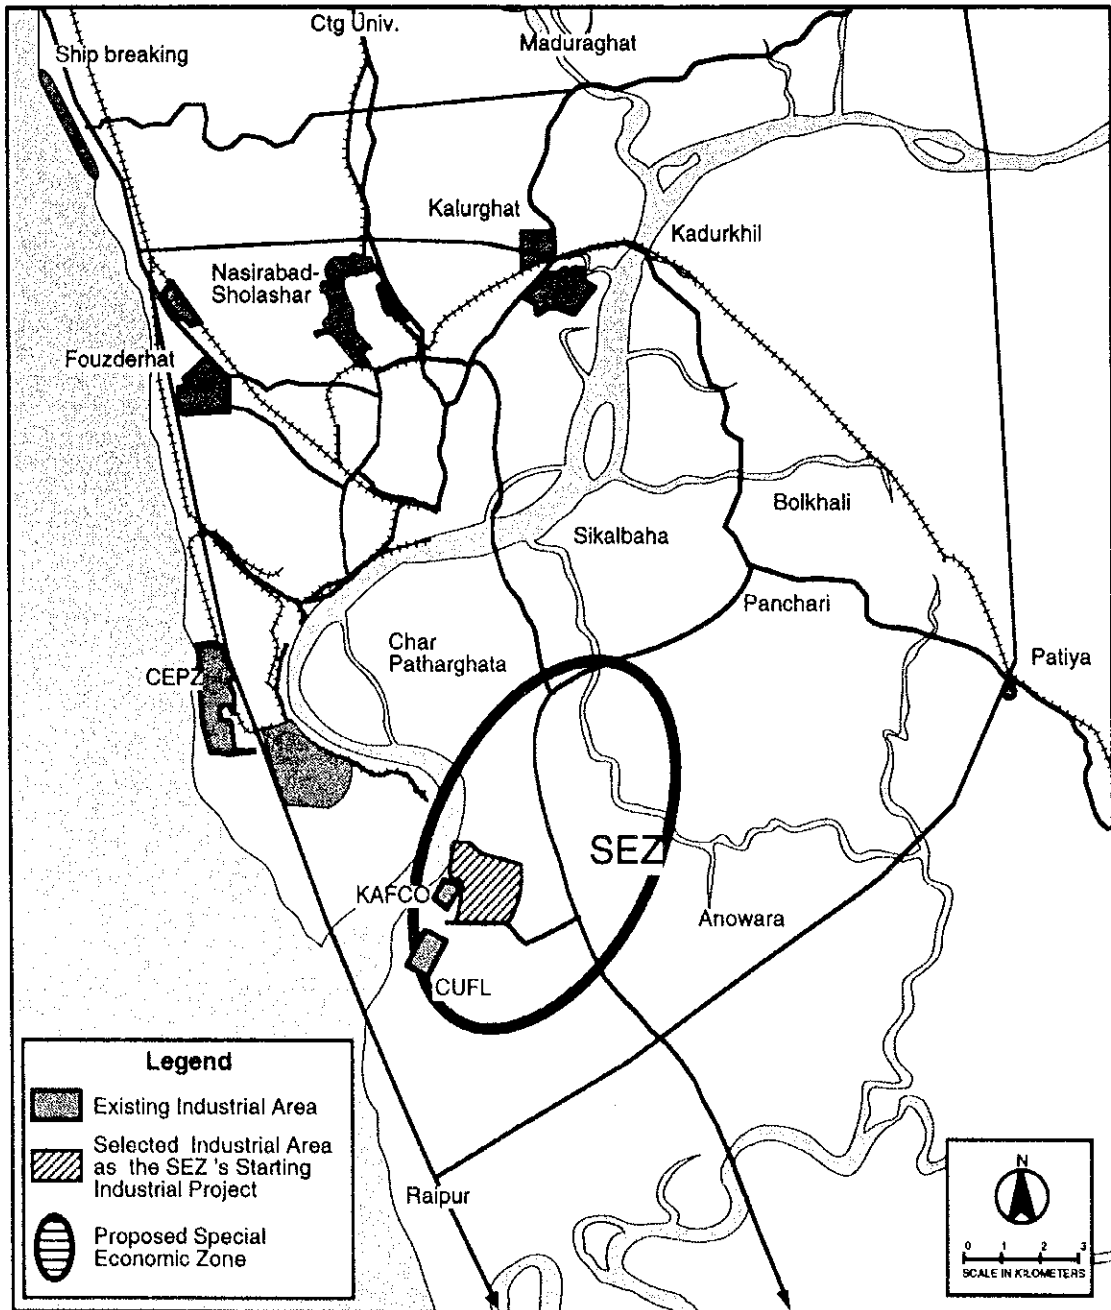 Ctg Univ.
Maduraghat
Ship breaking
Kalurghat
Kadurkhil
Nasirabad-
Sholashar
Fouzderhat
Bolkhali
Sikalbaha
Panchari
Char
Patharghata
Patiya
CEPZ
SEZ
KAFCO
Anowara
CUFL
Raipur
Legend
Existing Industrial Area
Selected Industrial Area
as the SEZ 's Starting
Industrial Project
Proposed Special
Economic Zone
N
0 1 2 3
SCALE IN KILOMETERS